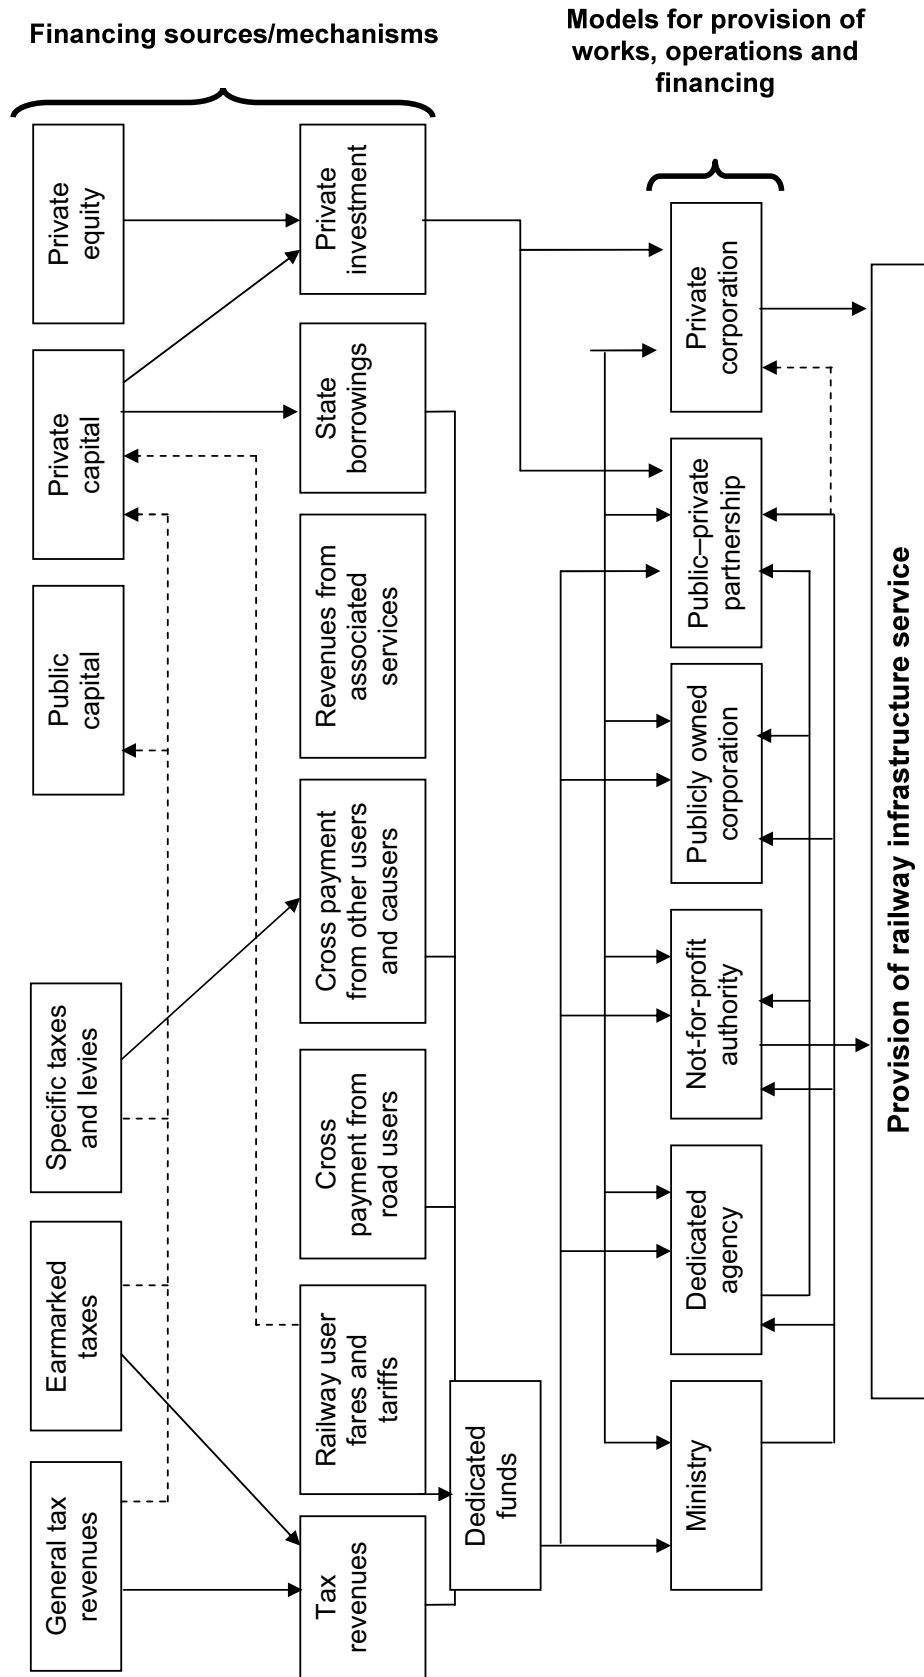 Financing sources/mechanisms
Models for provision of
works, operations and
financing
Private
equity
Private
capital
Public
capital
Specific taxes
and levies
Earmarked
taxes
General tax
revenues
Private
investment
State
borrowings
Revenues from
associated
services
Cross payment
from other users
and causers
Cross
payment from
road users
Railway user
fares and
tariffs
Tax
revenues
Dedicated
funds
Private
corporation
Public–private
partnership
Publicly owned
corporation
Not-for-profit
authority
Dedicated
agency
Ministry
Provision of railway infrastructure service